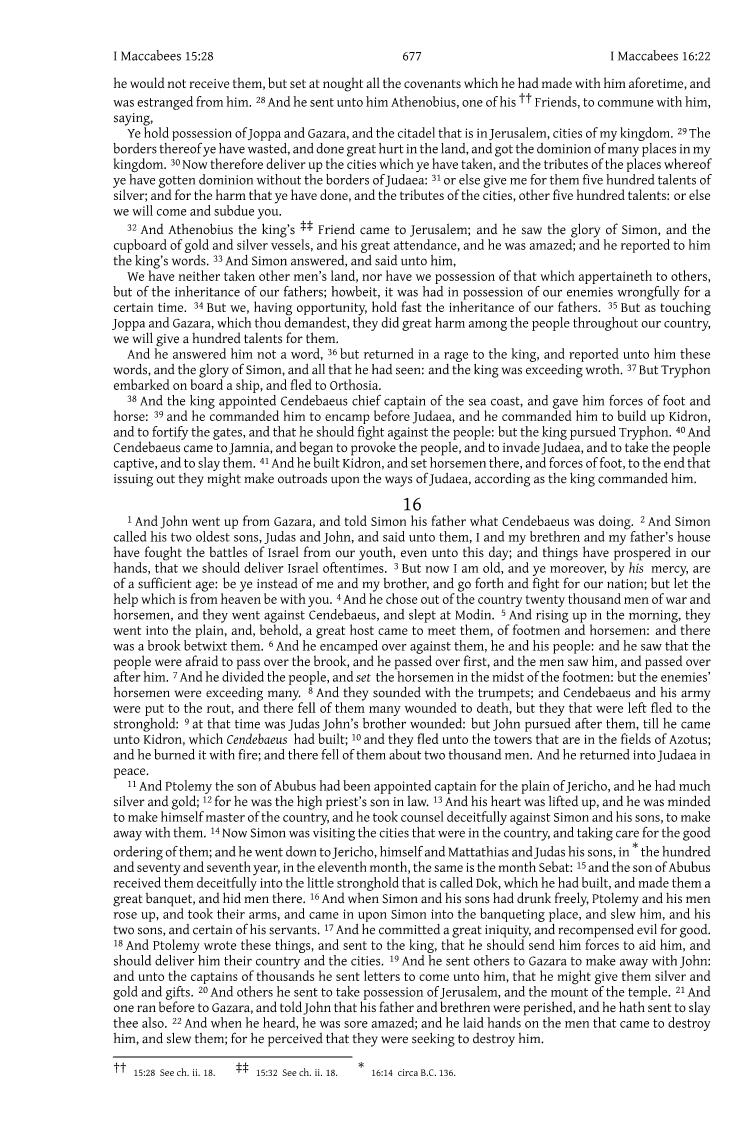 I Maccabees 15:28 677 I Maccabees 16:22
he would not receive them, but set at nought all the covenants which he had made with him aforetime, and
was estranged from him. 28 And he sent unto him Athenobius, one of his †† Friends, to commune with him,
saying,
Ye hold possession of Joppa and Gazara, and the citadel that is in Jerusalem, cities of my kingdom. 29 The
borders thereof ye have wasted, and done great hurt in the land, and got the dominion of many places in my
kingdom. 30 Now therefore deliver up the cities which ye have taken, and the tributes of the places whereof
ye have gotten dominion without the borders of Judaea: 31 or else give me for them five hundred talents of
silver; and for the harm that ye have done, and the tributes of the cities, other five hundred talents: or else
we will come and subdue you.
32 And Athenobius the king's ‡‡ Friend came to Jerusalem; and he saw the glory of Simon, and the
cupboard of gold and silver vessels, and his great attendance, and he was amazed; and he reported to him
the king's words. 33 And Simon answered, and said unto him,
We have neither taken other men's land, nor have we possession of that which appertaineth to others,
but of the inheritance of our fathers; howbeit, it was had in possession of our enemies wrongfully for a
certain time. 34 But we, having opportunity, hold fast the inheritance of our fathers. 35 But as touching
Joppa and Gazara, which thou demandest, they did great harm among the people throughout our country,
we will give a hundred talents for them.
And he answered him not a word, 36 but returned in a rage to the king, and reported unto him these
words, and the glory of Simon, and all that he had seen: and the king was exceeding wroth. 37 But Tryphon
embarked on board a ship, and fled to Orthosia.
38 And the king appointed Cendebaeus chief captain of the sea coast, and gave him forces of foot and
horse: 39 and he commanded him to encamp before Judaea, and he commanded him to build up Kidron,
and to fortify the gates, and that he should fight against the people: but the king pursued Tryphon. 40 And
Cendebaeus came to Jamnia, and began to provoke the people, and to invade Judaea, and to take the people
captive, and to slay them. 41 And he built Kidron, and set horsemen there, and forces of foot, to the end that
issuing out they might make outroads upon the ways of Judaea, according as the king commanded him.
16
1 And John went up from Gazara, and told Simon his father what Cendebaeus was doing. 2 And Simon
called his two oldest sons, Judas and John, and said unto them, I and my brethren and my father's house
have fought the battles of Israel from our youth, even unto this day; and things have prospered in our
hands, that we should deliver Israel oftentimes. 3 But now I am old, and ye moreover, by his mercy, are
of a sufficient age: be ye instead of me and my brother, and go forth and fight for our nation; but let the
help which is from heaven be with you. 4 And he chose out of the country twenty thousand men of war and
horsemen, and they went against Cendebaeus, and slept at Modin. 5 And rising up in the morning, they
went into the plain, and, behold, a great host came to meet them, of footmen and horsemen: and there
was a brook betwixt them. 6 And he encamped over against them, he and his people: and he saw that the
people were afraid to pass over the brook, and he passed over first, and the men saw him, and passed over
after him. 7 And he divided the people, and set the horsemen in the midst of the footmen: but the enemies'
horsemen were exceeding many. 8 And they sounded with the trumpets; and Cendebaeus and his army
were put to the rout, and there fell of them many wounded to death, but they that were left fled to the
stronghold: 9 at that time was Judas John's brother wounded: but John pursued after them, till he came
unto Kidron, which Cendebaeus had built; 10 and they fled unto the towers that are in the fields of Azotus;
and he burned it with fire; and there fell of them about two thousand men. And he returned into Judaea in
peace.
11 And Ptolemy the son of Abubus had been appointed captain for the plain of Jericho, and he had much
silver and gold; 12 for he was the high priest's son in law. 13 And his heart was lifted up, and he was minded
to make himself master of the country, and he took counsel deceitfully against Simon and his sons, to make
away with them. 14 Now Simon was visiting the cities that were in the country, and taking care for the good
ordering of them; and he went down to Jericho, himself and Mattathias and Judas his sons, in * the hundred
and seventy and seventh year, in the eleventh month, the same is the month Sebat: 15 and the son of Abubus
received them deceitfully into the little stronghold that is called Dok, which he had built, and made them a
great banquet, and hid men there. 16 And when Simon and his sons had drunk freely, Ptolemy and his men
rose up, and took their arms, and came in upon Simon into the banqueting place, and slew him, and his
two sons, and certain of his servants. 17 And he committed a great iniquity, and recompensed evil for good.
18 And Ptolemy wrote these things, and sent to the king, that he should send him forces to aid him, and
should deliver him their country and the cities. 19 And he sent others to Gazara to make away with John:
and unto the captains of thousands he sent letters to come unto him, that he might give them silver and
gold and gifts. 20 And others he sent to take possession of Jerusalem, and the mount of the temple. 21 And
one ran before to Gazara, and told John that his father and brethren were perished, and he hath sent to slay
thee also. 22 And when he heard, he was sore amazed; and he laid hands on the men that came to destroy
him, and slew them; for he perceived that they were seeking to destroy him.
†† 15:28 See ch. ii. 18. ‡‡ 15:32 See ch. ii. 18. * 16:14 circa B.C. 136.